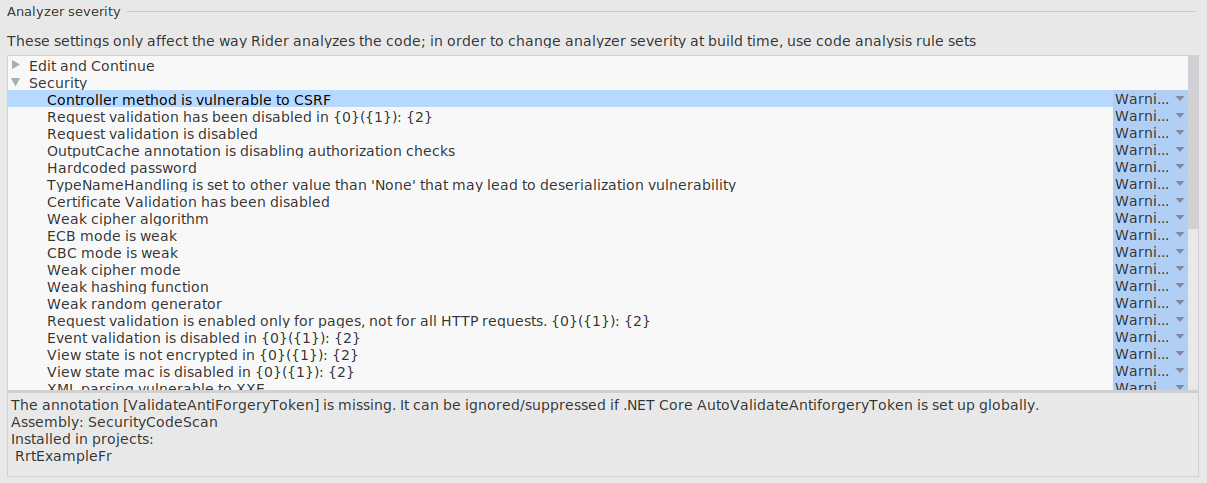 Analyzer severity
These settings only affect the way Rider analyzes the code; in order to change analyzer severity at build time, use code analysis rule sets
Edit and Continue
Security
Controller method is vulnerable to CSRF Warni...
Request validation has been disabled in {0}({1}): {2} Warni...
Request validation is disabled Warni...
OutputCache annotation is disabling authorization checks Warni...
Hardcoded password Warni...
TypeNameHandling is set to other value than 'None' that may lead to deserialization vulnerability Warni...
Certificate Validation has been disabled Warni...
Weak cipher algorithm Warni...
ECB mode is weak Warni...
CBC mode is weak Warni...
Weak cipher mode Warni...
Weak hashing function Warni...
Weak random generator Warni...
Request validation is enabled only for pages, not for all HTTP requests. {0}({1}): {2} Warni...
Event validation is disabled in {0}({1}): {2} Warni...
View state is not encrypted in {0}({1}): {2} Warni...
View state mac is disabled in {0}({1}): {2} Warni...
XML parsing vulnerable to XXE Warni...
The annotation [ValidateAntiForgeryToken] is missing. It can be ignored/suppressed if .NET Core AutoValidateAntiforgeryToken is set up globally.
Assembly: SecurityCodeScan
Installed in projects:
RrtExampleFr